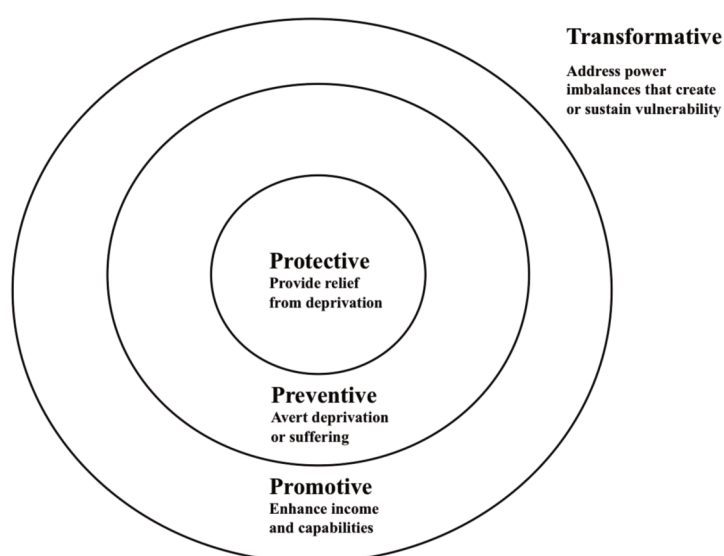 Transformative
Address power
imbalances that create
or sustain vulnerability
Protective
Provide relief
from deprivation
Preventive
Avert deprivation
or suffering
Promotive
Enhance income
and capabilities